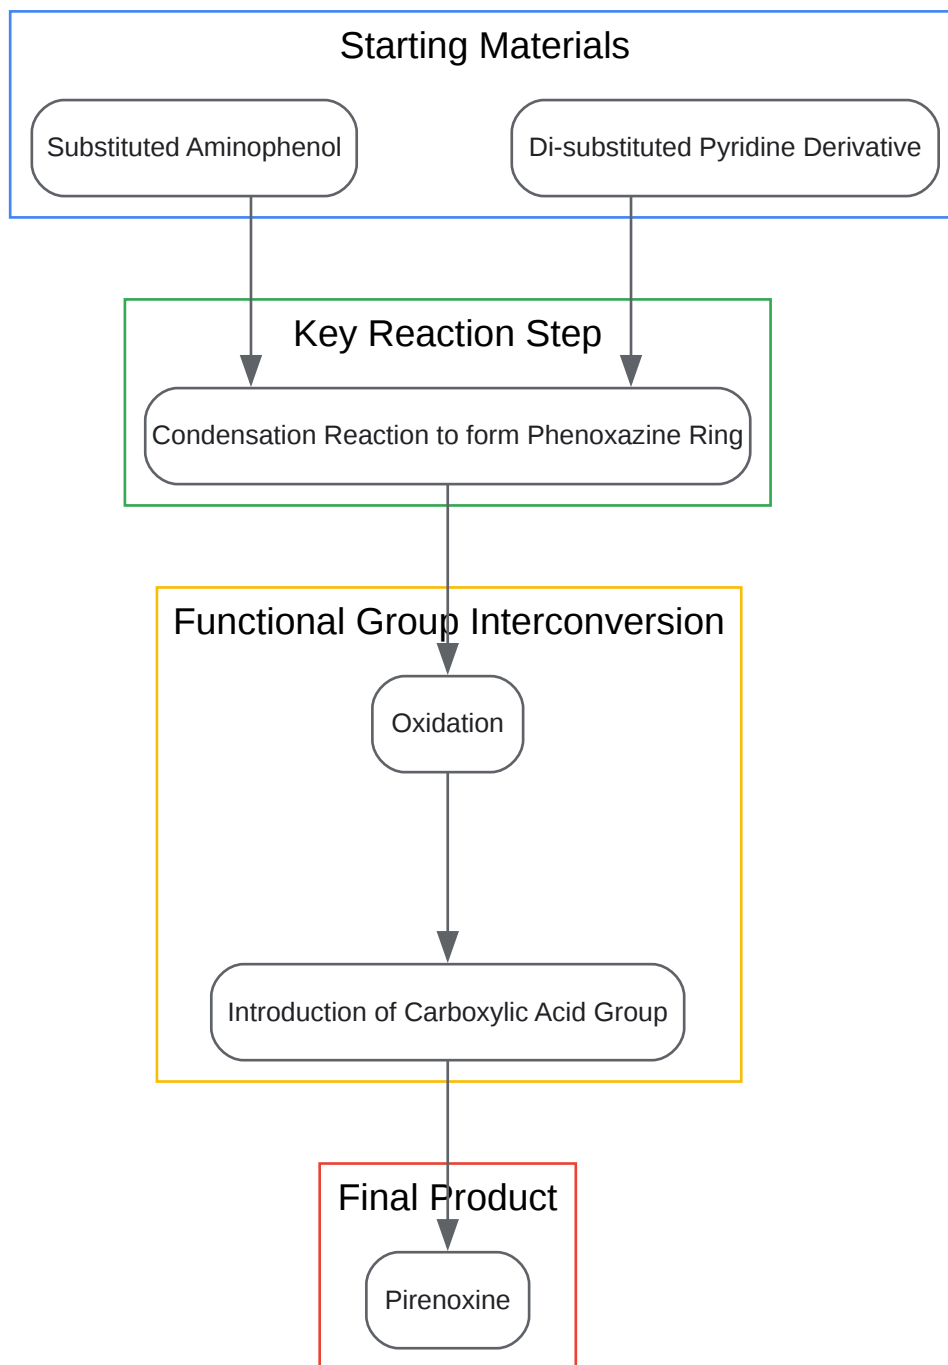 Starting Materials
Substituted Aminophenol
Di-substituted Pyridine Derivative
Key Reaction Step
Condensation Reaction to form Phenoxazine Ring
Functional Group Interconversion
Oxidation
Introduction of Carboxylic Acid Group
Final Product
Pirenoxine